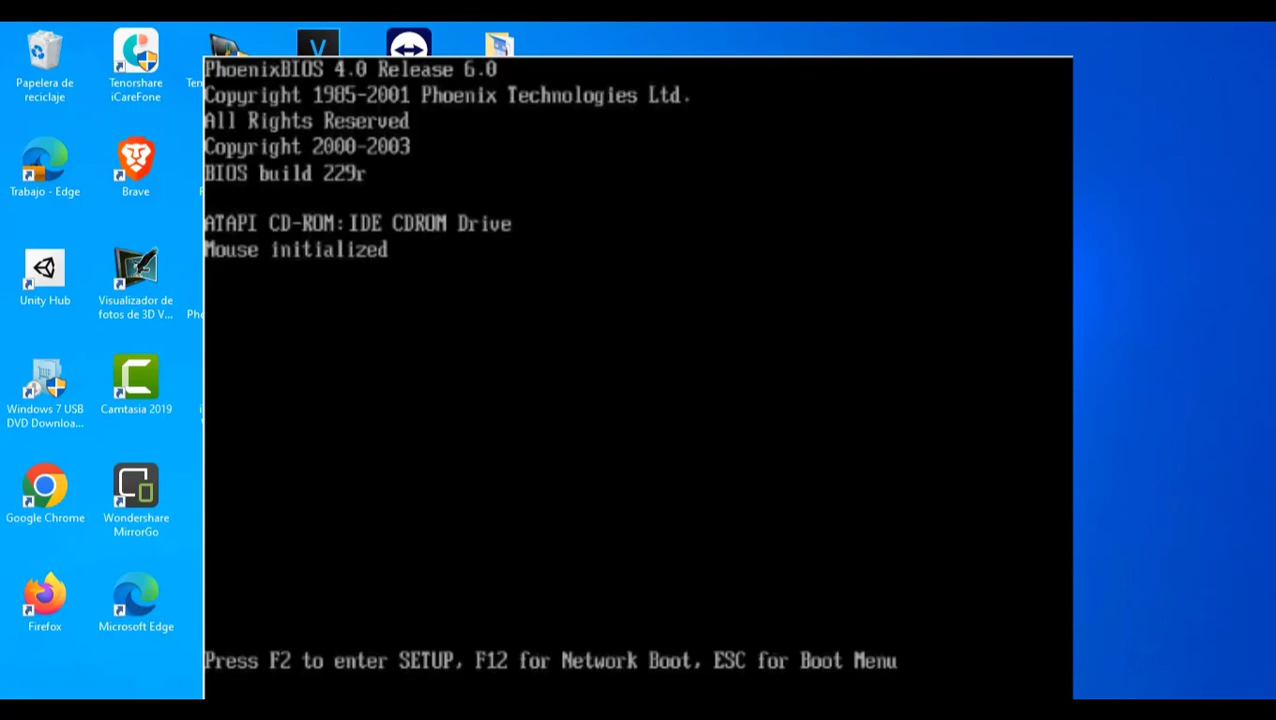 Papelera de
reciclaje
Tenorshare
iCareFone
Trabajo - Edge
Brave
Unity Hub
Visualizador de
fotos de 3D V...
Windows 7 USB
DVD Downloa...
Camtasia 2019
Google Chrome
Wondershare
MirrorGo
Firefox
Microsoft Edge
PhoenixBIOS 4.0 Release 6.0
Copyright 1985-2001 Phoenix Technologies Ltd.
All Rights Reserved
Copyright 2000-2003
BIOS build 229r
ATAPI CD-ROM: IDE CDROM Drive
Mouse initialized
Press F2 to enter SETUP, F12 for Network Boot, ESC for Boot Menu